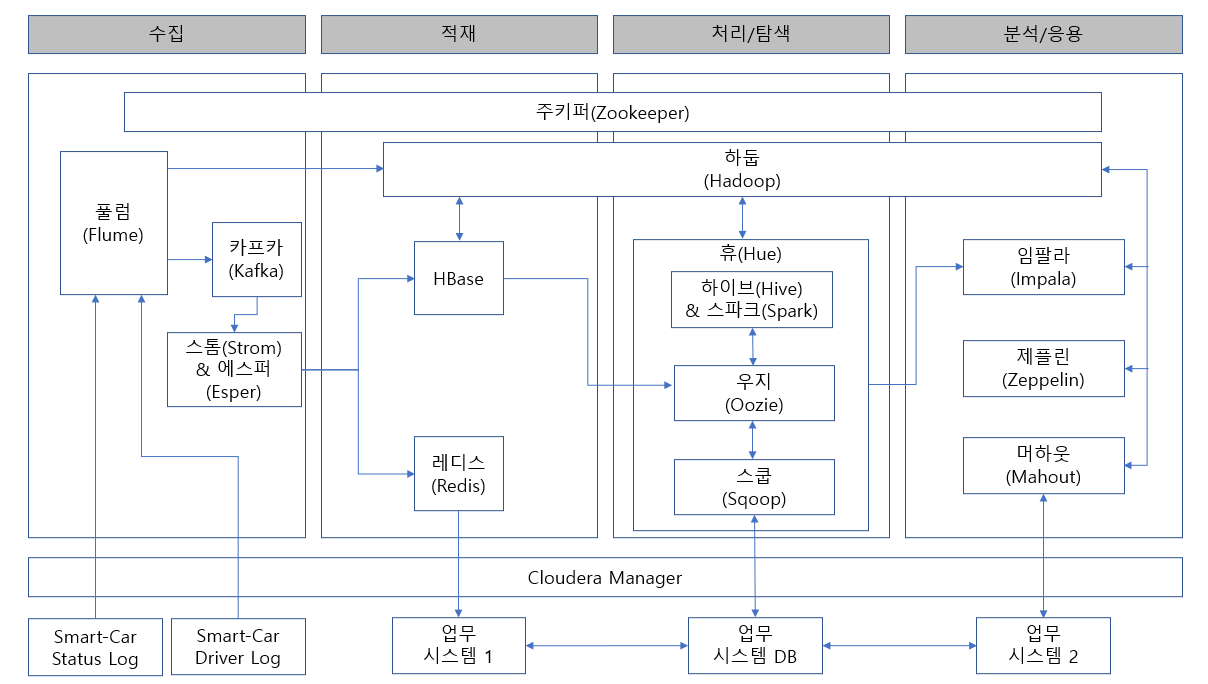 수집
적재
처리/탐색
분석/응용
주키퍼(Zookeeper)
하둡
(Hadoop)
풀럼
(Flume)
카프카
(Kafka)
스톰(Strom)
& 에스퍼
(Esper)
HBase
레디스
(Redis)
휴(Hue)
하이브(Hive)
& 스파크(Spark)
우지
(Oozie)
스쿱
(Sqoop)
임팔라
(Impala)
제플린
(Zeppelin)
머하웃
(Mahout)
Cloudera Manager
Smart-Car
Status Log
Smart-Car
Driver Log
업무
시스템 1
업무
시스템 DB
업무
시스템 2